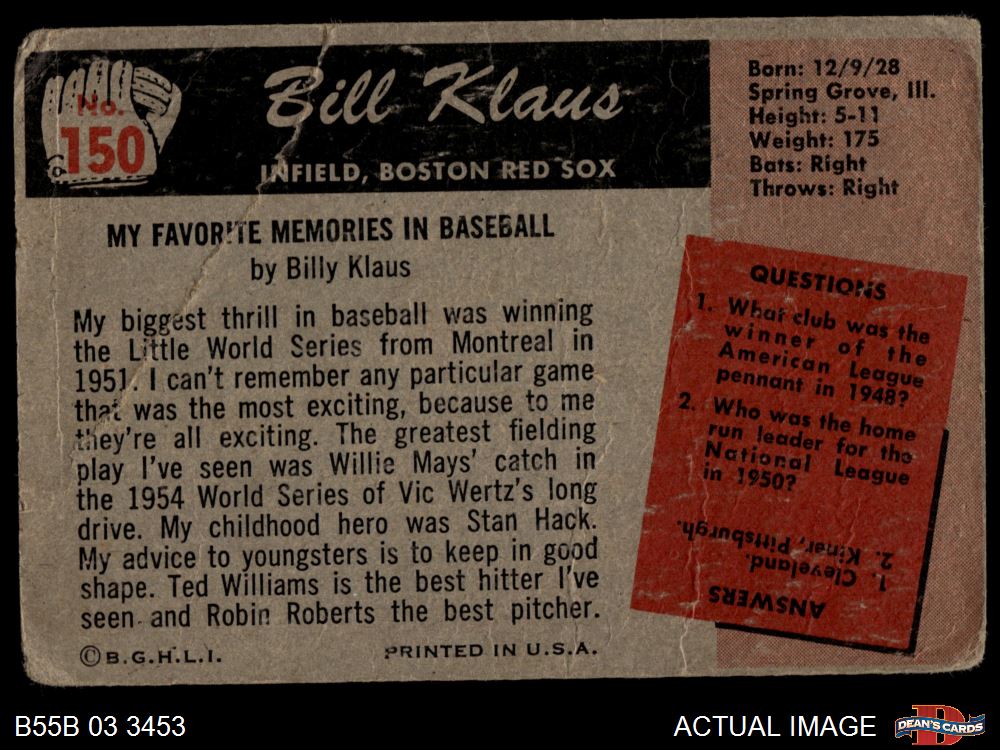 No.
150
Bill Klaus
INFIELD, BOSTON RED SOX
Born: 12/9/28
Spring Grove, Ill.
Height: 5-11
Weight: 175
Bats: Right
Throws: Right
MY FAVORITE MEMORIES IN BASEBALL
by Billy Klaus
My biggest thrill in baseball was winning
the Little World Series from Montreal in
1951. I can't remember any particular game
that was the most exciting, because to me
they're all exciting. The greatest fielding
play I've seen was Willie Mays' catch in
the 1954 World Series of Vic Wertz's long
drive. My childhood hero was Stan Hack.
My advice to youngsters is to keep in good
shape. Ted Williams is the best hitter I've
seen and Robin Roberts the best pitcher.
© B.G.H.L.I.
PRINTED IN U.S.A.
QUESTIONS
1. What club was the
winner of the
American League
pennant in 1948?
2. Who was the home
run leader for the
National League
in 1950?
ANSWERS
1. Cleveland.
2. Kiner, Pittsburgh.
B55B 03 3453
ACTUAL IMAGE
D
DEAN'S CARDS